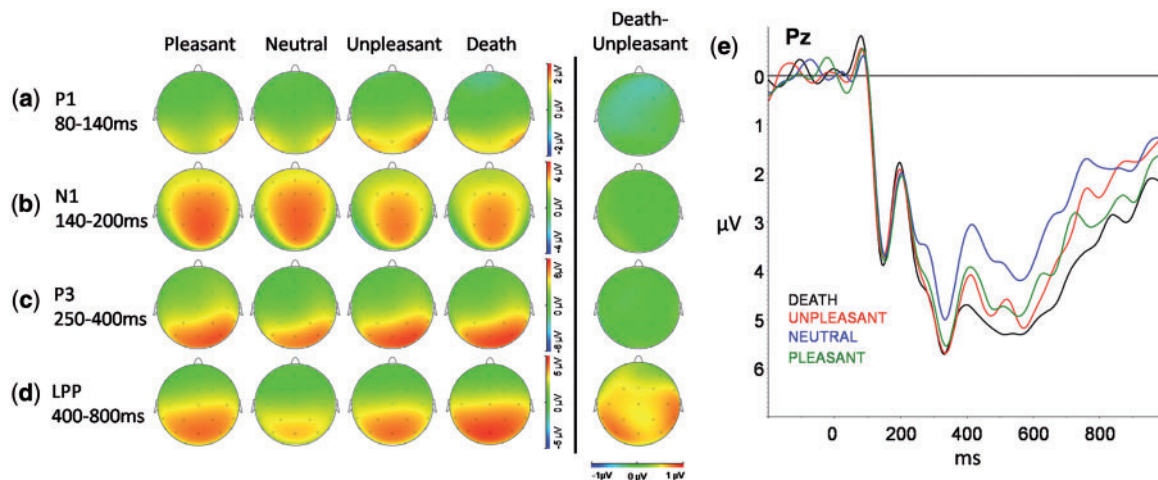 Death-
Pleasant Neutral Unpleasant Death Unpleasant
(a) P1
80-140ms
2 µV
0 µV
-2 µV
(b) N1
140-200ms
4 µV
0 µV
-4 µV
(c) P3
250-400ms
6µV
0 µV
-6 µV
(d) LPP
400-800ms
5 µV
0 µV
-5 µV
-1µV 0 µV 1 µV
(e) Pz
0
1
2
3
4
5
6
µV
DEATH
UNPLEASANT
NEUTRAL
PLEASANT
0 200 400 600 800
ms